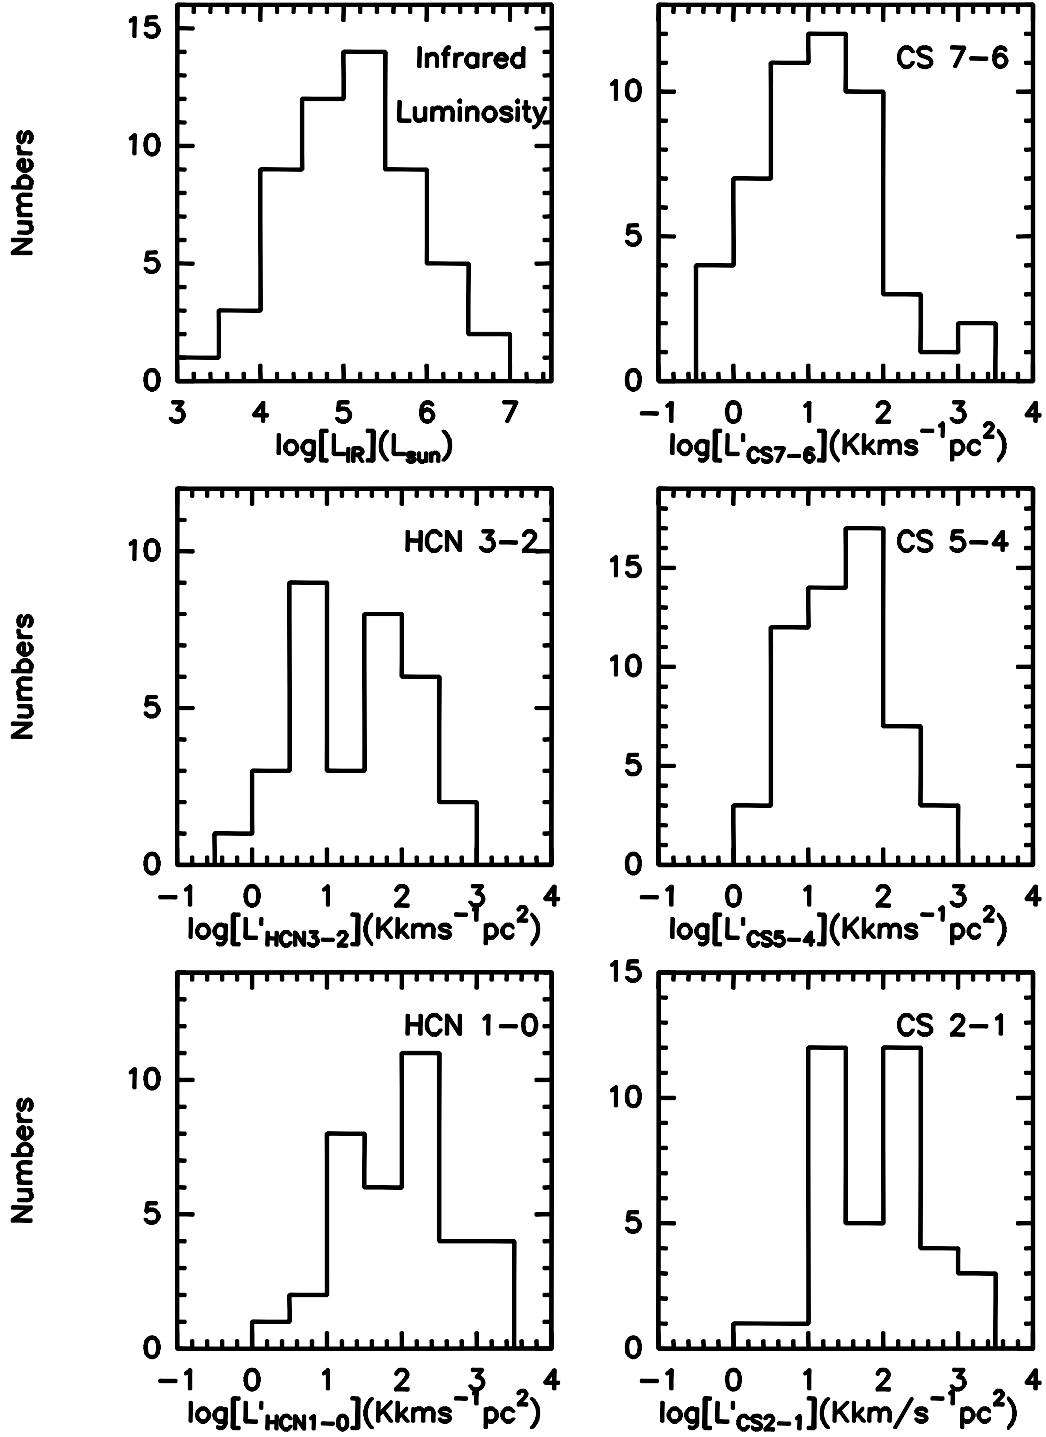 Infrared
Luminosity
Numbers
15
10
5
0
3 4 5 6 7
log[L_IR](L_sun)
CS 7-6
10
5
0
-1 0 1 2 3 4
log[L'_CS7-6](Kkms^-1pc^2)
HCN 3-2
Numbers
10
5
0
-1 0 1 2 3 4
log[L'_HCN3-2](Kkms^-1pc^2)
CS 5-4
15
10
5
0
-1 0 1 2 3 4
log[L'_CS5-4](Kkms^-1pc^2)
HCN 1-0
Numbers
10
5
0
-1 0 1 2 3 4
log[L'_HCN1-0](Kkms^-1pc^2)
CS 2-1
15
10
5
0
-1 0 1 2 3 4
log[L'_CS2-1](Kkm/s^-1pc^2)